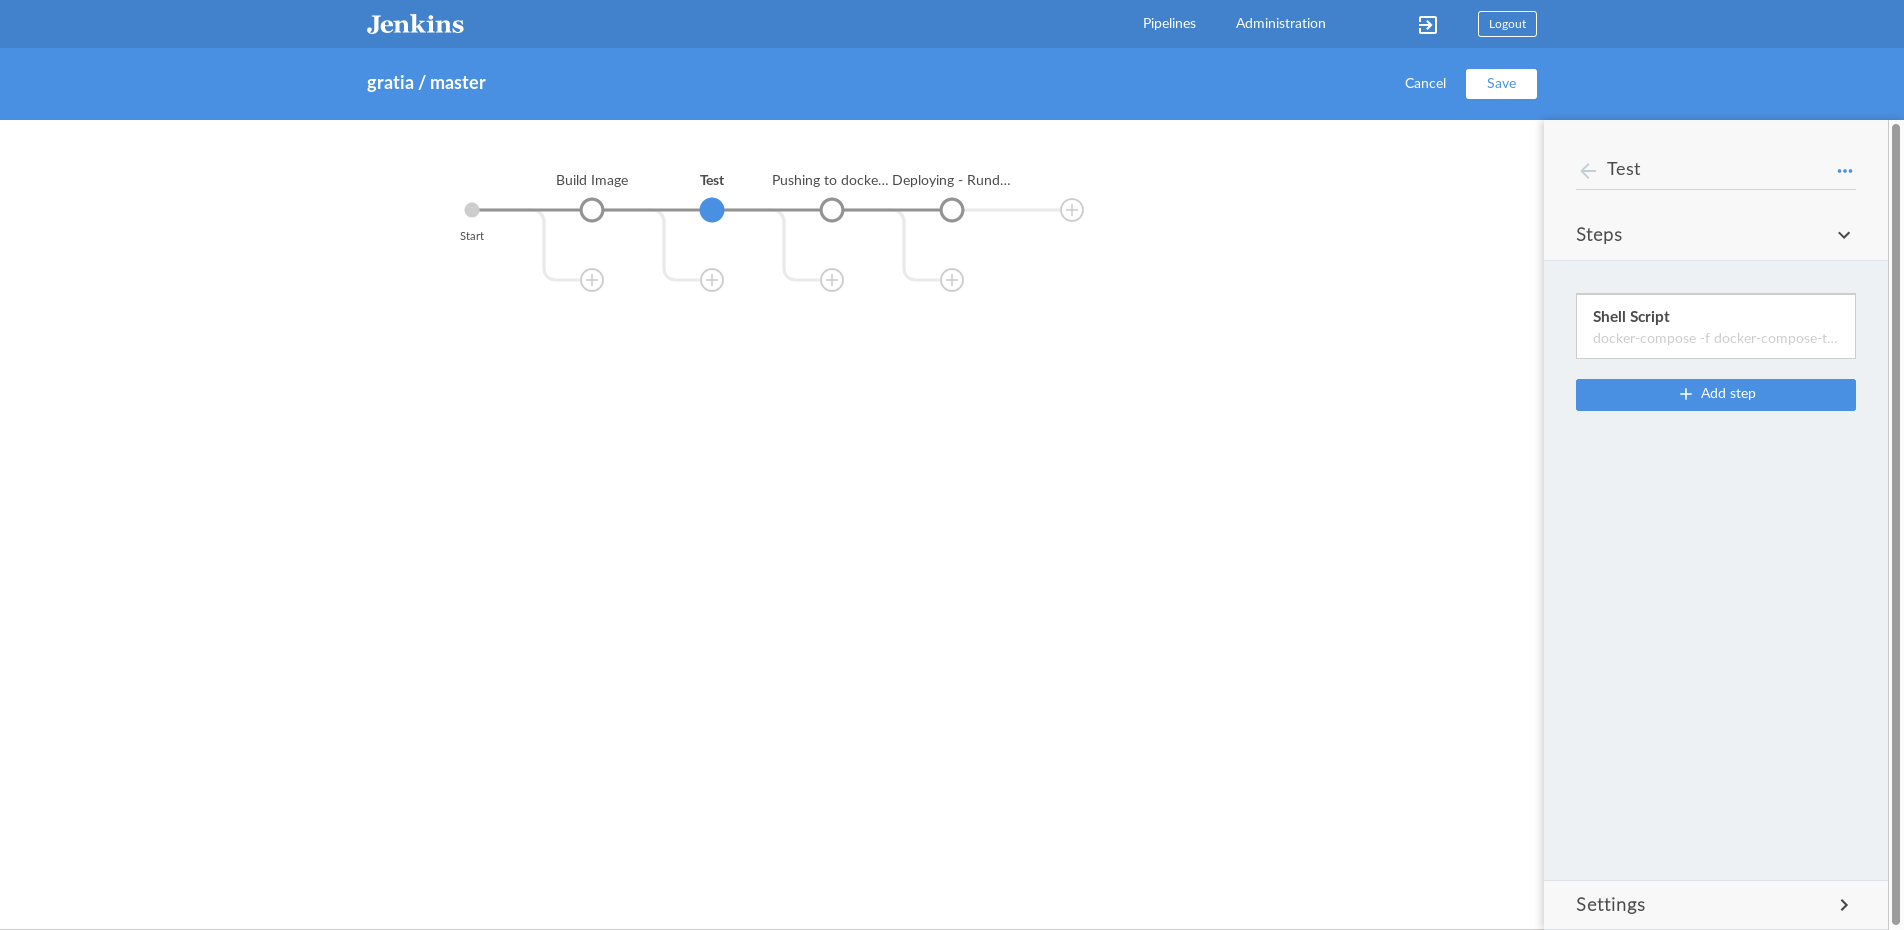 Jenkins
Pipelines
Administration
Logout
gratia / master
Cancel
Save
Build Image
Test
Pushing to docke...
Deploying - Rund...
Start
Test
Steps
Shell Script
docker-compose -f docker-compose-t...
Add step
Settings